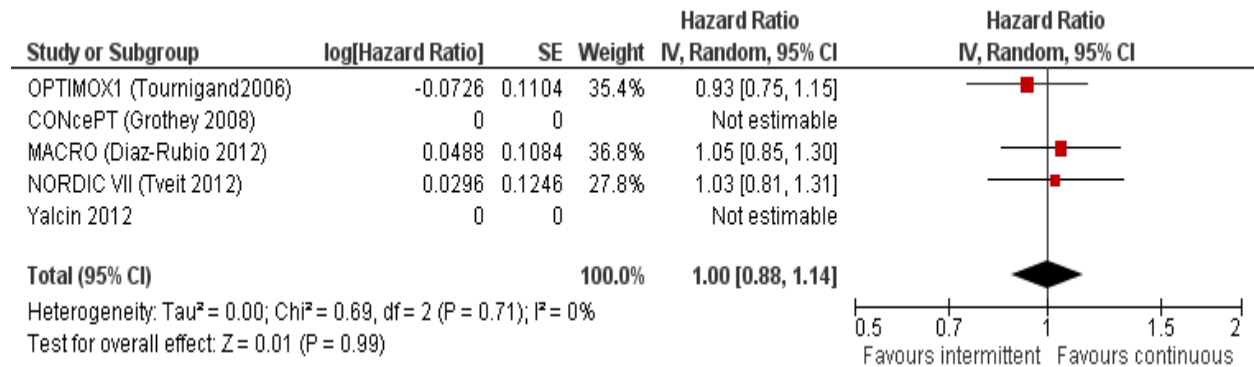 Hazard Ratio Hazard Ratio
Study or Subgroup log[Hazard Ratio] SE Weight IV, Random, 95% CI IV, Random, 95% CI
OPTIMOX1 (Tournigand2006) -0.0726 0.1104 35.4% 0.93 [0.75, 1.15]
CONcePT (Grothey 2008) 0 0 Not estimable
MACRO (Diaz-Rubio 2012) 0.0488 0.1084 36.8% 1.05 [0.85, 1.30]
NORDIC VII (Tveit 2012) 0.0296 0.1246 27.8% 1.03 [0.81, 1.31]
Yalcin 2012 0 0 Not estimable
Total (95% CI) 100.0% 1.00 [0.88, 1.14]
Heterogeneity: Tau² = 0.00; Chi² = 0.69, df = 2 (P = 0.71); I² = 0%
Test for overall effect: Z = 0.01 (P = 0.99)
0.5 0.7 1 1.5 2
Favours intermittent Favours continuous